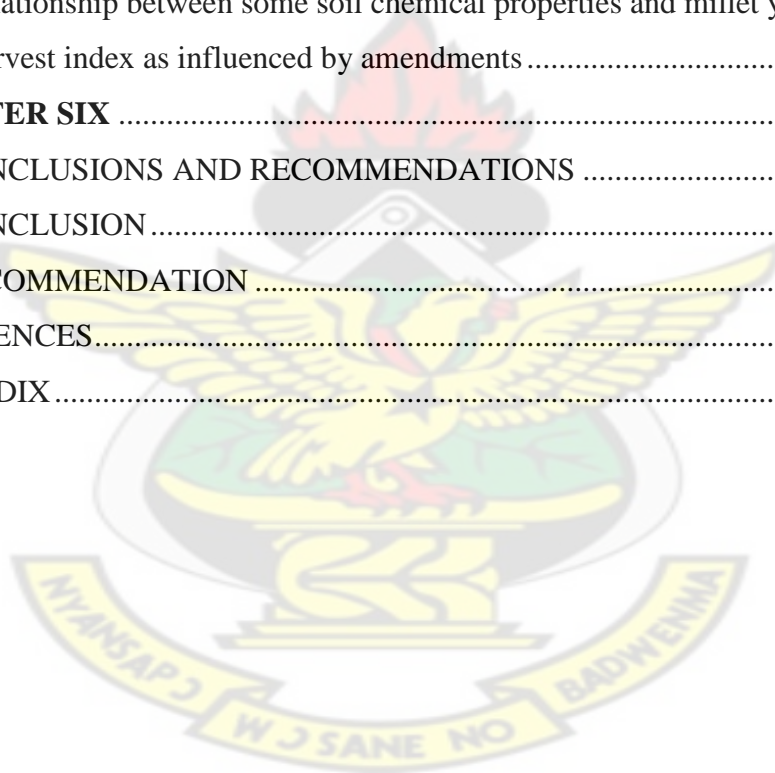 ationship between some soil chemical properties and millet y
rvest index as influenced by amendments ..............................
TER SIX ..........................................................................................
NCLUSIONS AND RECOMMENDATIONS ........................
NCLUSION ......................................................................................
COMMENDATION .........................................................................
ENCES .............................................................................................
DIX ..................................................................................................
NYANSAPƆ
WƆSANE NO
BADWENMA